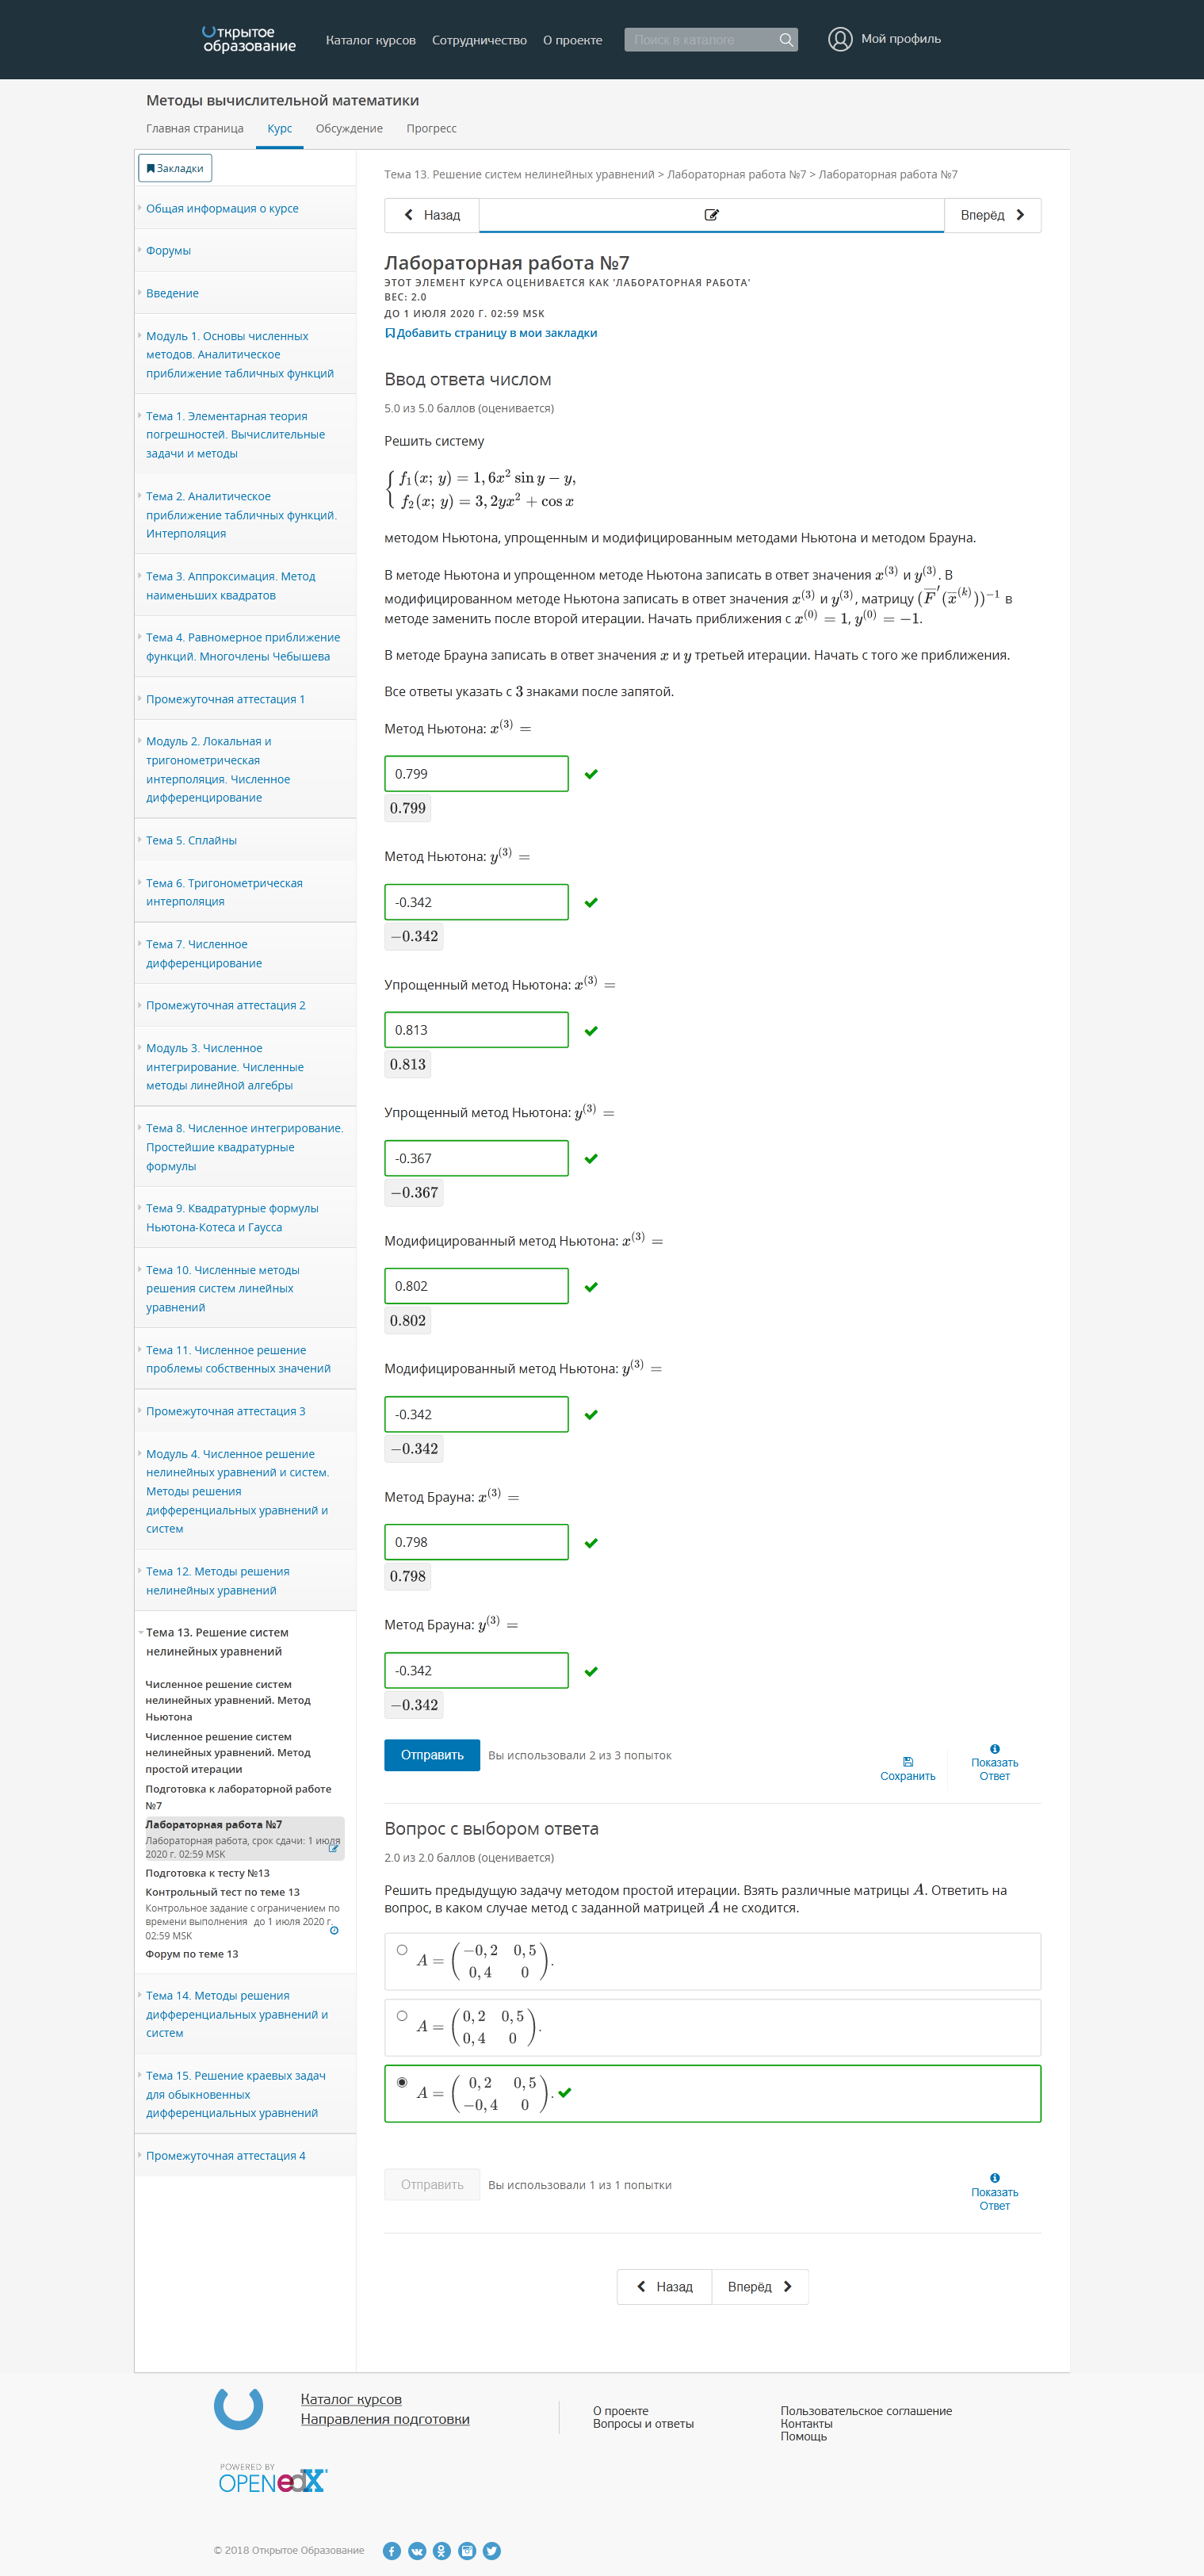 Открытое
образование
Каталог курсов Сотрудничество О проекте Поиск в каталоге Мой профиль
Методы вычислительной математики
Главная страница Курс Обсуждение Прогресс
Закладки
Общая информация о курсе
Форумы
Введение
Модуль 1. Основы численных
методов. Аналитическое
приближение табличных функций
Тема 1. Элементарная теория
погрешностей. Вычислительные
задачи и методы
Тема 2. Аналитическое
приближение табличных функций.
Интерполяция
Тема 3. Аппроксимация. Метод
наименьших квадратов
Тема 4. Равномерное приближение
функций. Многочлены Чебышева
Промежуточная аттестация 1
Модуль 2. Локальная и
тригонометрическая
интерполяция. Численное
дифференцирование
Тема 5. Сплайны
Тема 6. Тригонометрическая
интерполяция
Тема 7. Численное
дифференцирование
Промежуточная аттестация 2
Модуль 3. Численное
интегрирование. Численные
методы линейной алгебры
Тема 8. Численное интегрирование.
Простейшие квадратурные
формулы
Тема 9. Квадратурные формулы
Ньютона-Котеса и Гаусса
Тема 10. Численные методы
решения систем линейных
уравнений
Тема 11. Численное решение
проблемы собственных значений
Промежуточная аттестация 3
Модуль 4. Численное решение
нелинейных уравнений и систем.
Методы решения
дифференциальных уравнений и
систем
Тема 12. Методы решения
нелинейных уравнений
Тема 13. Решение систем
нелинейных уравнений
Численное решение систем
нелинейных уравнений. Метод
Ньютона
Численное решение систем
нелинейных уравнений. Метод
простой итерации
Подготовка к лабораторной работе
№7
Лабораторная работа №7
Лабораторная работа, срок сдачи: 1 июля
2020 г. 02:59 MSK
Подготовка к тесту №13
Контрольный тест по теме 13
Контрольное задание с ограничением по
времени выполнения до 1 июля 2020 г.
02:59 MSK
Форум по теме 13
Тема 14. Методы решения
дифференциальных уравнений и
систем
Тема 15. Решение краевых задач
для обыкновенных
дифференциальных уравнений
Промежуточная аттестация 4
Тема 13. Решение систем нелинейных уравнений > Лабораторная работа №7 > Лабораторная работа №7
Назад Вперёд
Лабораторная работа №7
ЭТОТ ЭЛЕМЕНТ КУРСА ОЦЕНИВАЕТСЯ КАК 'ЛАБОРАТОРНАЯ РАБОТА'
ВЕС: 2.0
ДО 1 ИЮЛЯ 2020 Г. 02:59 MSK
Добавить страницу в мои закладки
Ввод ответа числом
5.0 из 5.0 баллов (оценивается)
Решить систему
{ f₁(x; y) = 1, 6x² sin y − y,
f₂(x; y) = 3, 2yx² + cos x
методом Ньютона, упрощенным и модифицированным методами Ньютона и методом Брауна.
В методе Ньютона и упрощенном методе Ньютона записать в ответ значения x⁽³⁾ и y⁽³⁾. В
модифицированном методе Ньютона записать в ответ значения x⁽³⁾ и y⁽³⁾, матрицу (F̅′(x̅⁽ᵏ⁾))⁻¹ в
методе заменить после второй итерации. Начать приближения с x⁽⁰⁾ = 1, y⁽⁰⁾ = −1.
В методе Брауна записать в ответ значения x и y третьей итерации. Начать с того же приближения.
Все ответы указать с 3 знаками после запятой.
Метод Ньютона: x⁽³⁾ =
0.799
0.799
Метод Ньютона: y⁽³⁾ =
-0.342
−0.342
Упрощенный метод Ньютона: x⁽³⁾ =
0.813
0.813
Упрощенный метод Ньютона: y⁽³⁾ =
-0.367
−0.367
Модифицированный метод Ньютона: x⁽³⁾ =
0.802
0.802
Модифицированный метод Ньютона: y⁽³⁾ =
-0.342
−0.342
Метод Брауна: x⁽³⁾ =
0.798
0.798
Метод Брауна: y⁽³⁾ =
-0.342
−0.342
Отправить Вы использовали 2 из 3 попыток Сохранить Показать
Ответ
Вопрос с выбором ответа
2.0 из 2.0 баллов (оценивается)
Решить предыдущую задачу методом простой итерации. Взять различные матрицы A. Ответить на
вопрос, в каком случае метод с заданной матрицей A не сходится.
A = (−0, 2 0, 5
0, 4 0).
A = (0, 2 0, 5
0, 4 0).
A = (0, 2 0, 5
−0, 4 0).
Отправить Вы использовали 1 из 1 попытки Показать
Ответ
Назад Вперёд
Каталог курсов
Направления подготовки
О проекте
Вопросы и ответы
Пользовательское соглашение
Контакты
Помощь
POWERED BY
OPENedX
© 2018 Открытое Образование